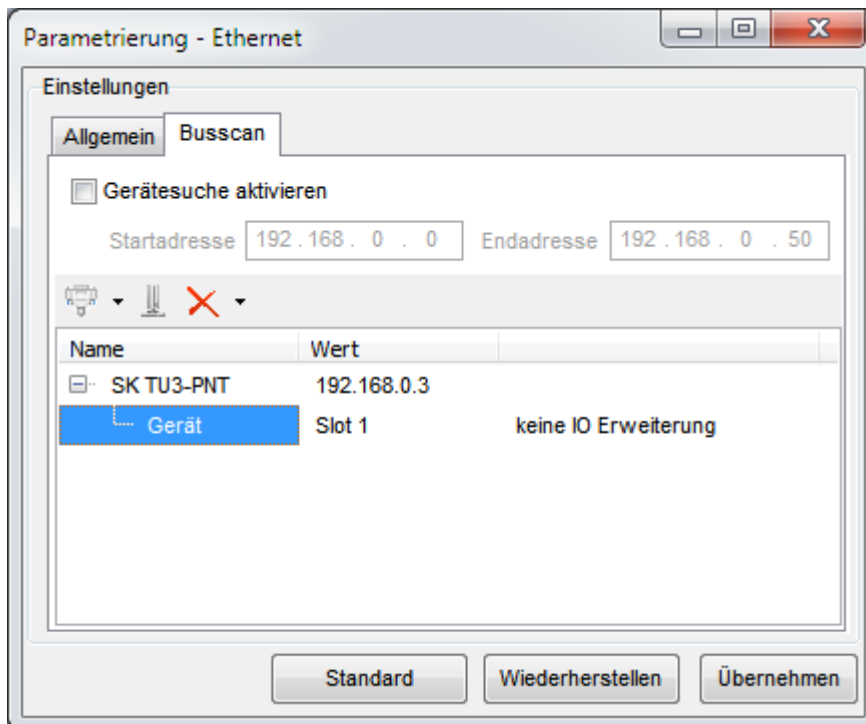 Parametrierung - Ethernet
Einstellungen
Allgemein Busscan
Gerätesuche aktivieren
Startadresse 192 . 168 . 0 . 0 Endadresse 192 . 168 . 0 . 50
Name Wert
SK TU3-PNT 192.168.0.3
Gerät Slot 1 keine IO Erweiterung
Standard Wiederherstellen Übernehmen